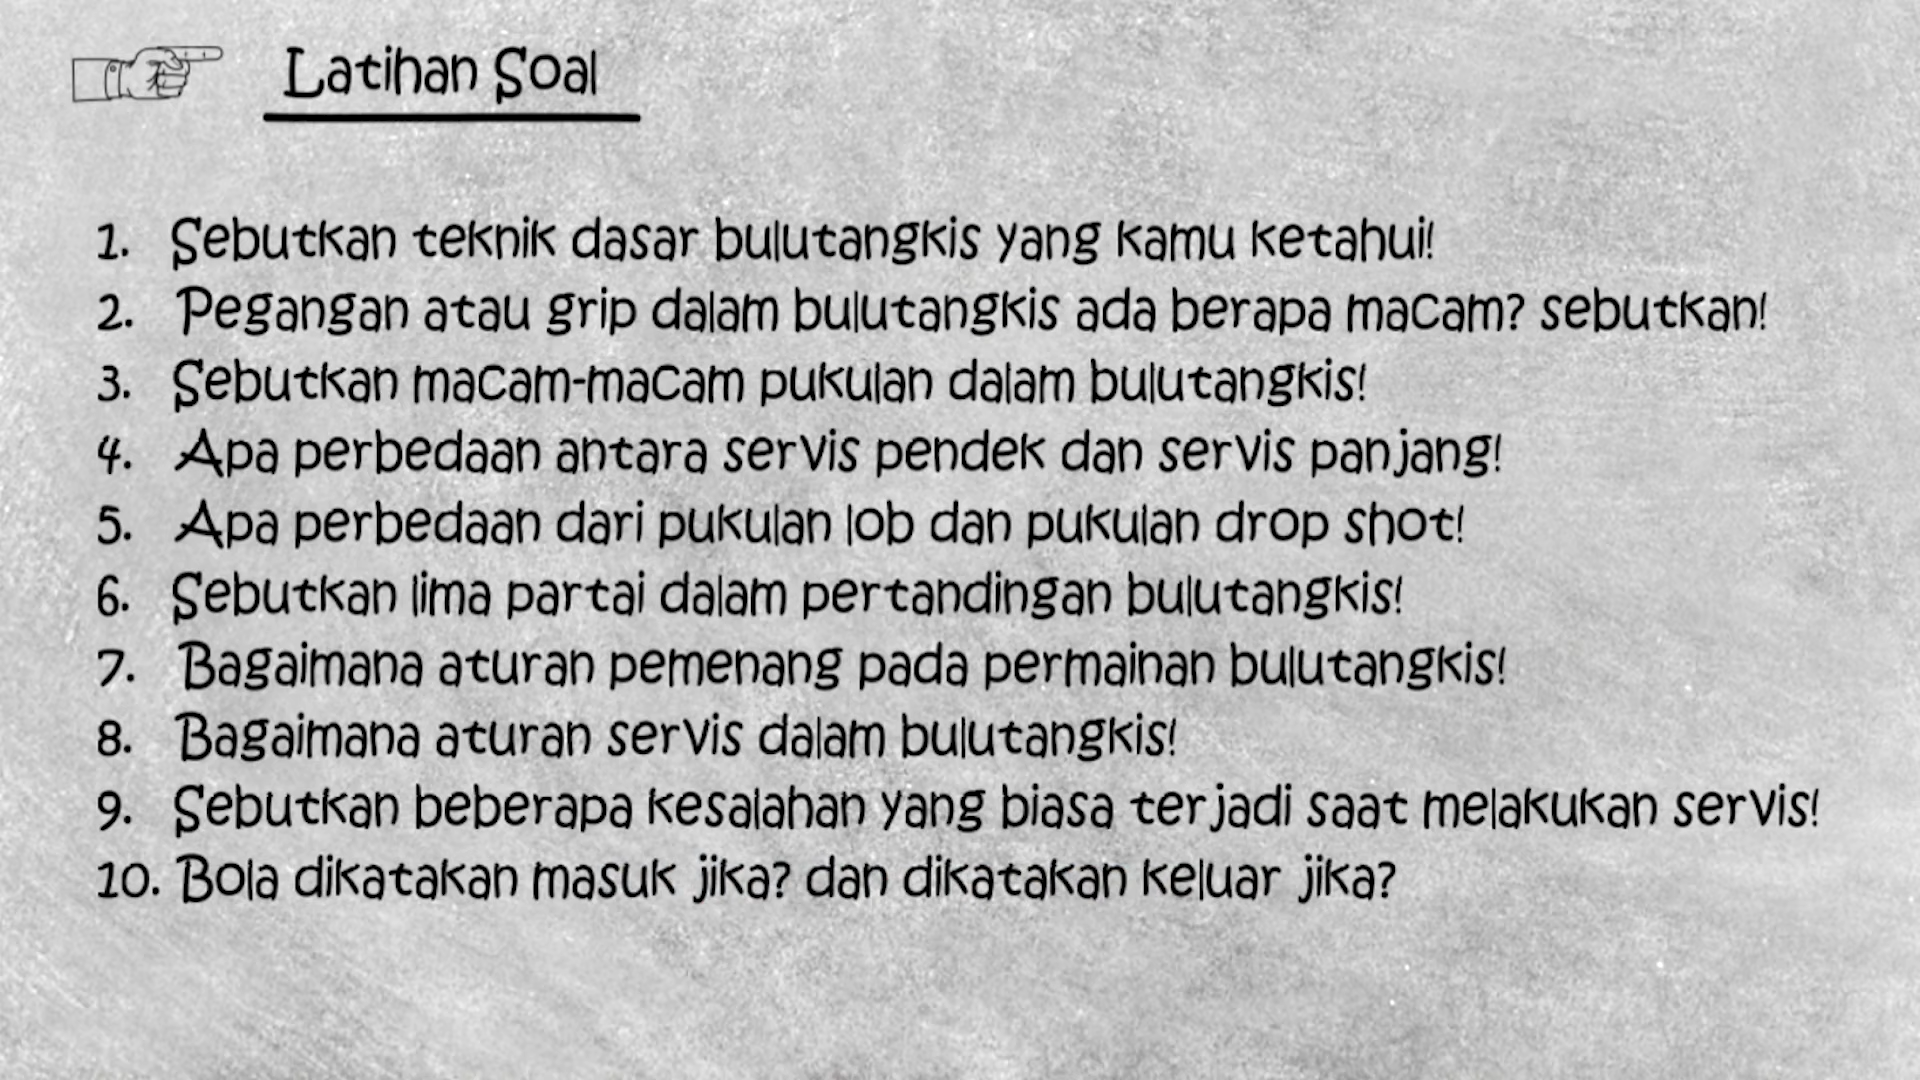 Latihan Soal
1. Sebutkan teknik dasar bulutangkis yang kamu ketahui!
2. Pegangan atau grip dalam bulutangkis ada berapa macam? sebutkan!
3. Sebutkan macam-macam pukulan dalam bulutangkis!
4. Apa perbedaan antara servis pendek dan servis panjang!
5. Apa perbedaan dari pukulan lob dan pukulan drop shot!
6. Sebutkan lima partai dalam pertandingan bulutangkis!
7. Bagaimana aturan pemenang pada permainan bulutangkis!
8. Bagaimana aturan servis dalam bulutangkis!
9. Sebutkan beberapa kesalahan yang biasa terjadi saat melakukan servis!
10. Bola dikatakan masuk jika? dan dikatakan keluar jika?